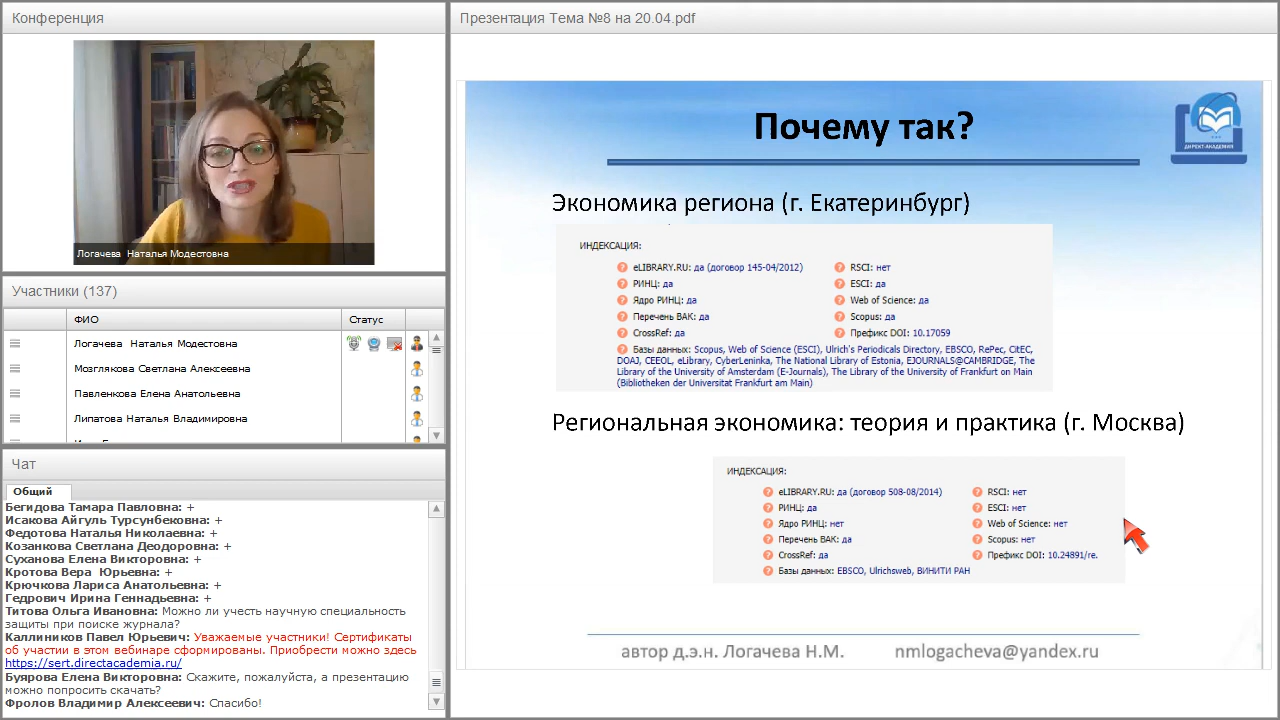 Конференция
Логачева  Наталья Модестовна
Участники (137)
ФИО
Статус
Логачева  Наталья Модестовна
Мозглякова Светлана Алексеевна
Павленкова Елена Анатольевна
Липатова Наталья Владимировна
Чат
Общий
Бегидова Тамара Павловна: +
Исакова Айгуль Турсунбековна: +
Федотова Наталья Николаевна: +
Козанкова Светлана Деодоровна: +
Суханова Елена Викторовна: +
Кротова Вера  Юрьевна: +
Крючкова Лариса Анатольевна: +
Гедрович Ирина Геннадьевна: +
Титова Ольга Ивановна: Можно ли учесть научную специальность
защиты при поиске журнала?
Каллиников Павел Юрьевич: Уважаемые участники! Сертификаты
об участии в этом вебинаре сформированы. Приобрести можно здесь
https://sert.directacademia.ru/
Буярова Елена Викторовна: Скажите, пожалуйста, а презентацию
можно попросить скачать?
Фролов Владимир Алексеевич: Спасибо!
Презентация Тема №8 на 20.04.pdf
Почему так?
ДИРЕКТ-АКАДЕМИЯ
Экономика региона (г. Екатеринбург)
ИНДЕКСАЦИЯ:
eLIBRARY.RU: да (договор 145-04/2012)
RSCI: нет
РИНЦ: да
ESCI: да
Ядро РИНЦ: да
Web of Science: да
Перечень ВАК: да
Scopus: да
CrossRef: да
Префикс DOI: 10.17059
Базы данных: Scopus, Web of Science (ESCI), Ulrich's Periodicals Directory, EBSCO, RePec, CitEC,
DOAJ, CEEOL, eLibrary, CyberLeninka, The National Library of Estonia, EJOURNALS@CAMBRIDGE, The
Library of the University of Amsterdam (E-Journals), The Library of the University of Frankfurt on Main
(Bibliotheken der Universitat Frankfurt am Main)
Региональная экономика: теория и практика (г. Москва)
ИНДЕКСАЦИЯ:
eLIBRARY.RU: да (договор 508-08/2014)
RSCI: нет
РИНЦ: да
ESCI: нет
Ядро РИНЦ: нет
Web of Science: нет
Перечень ВАК: да
Scopus: нет
CrossRef: да
Префикс DOI: 10.24891/re.
Базы данных: EBSCO, Ulrichsweb, ВИНИТИ РАН
автор д.э.н. Логачева Н.М.
nmlogacheva@yandex.ru